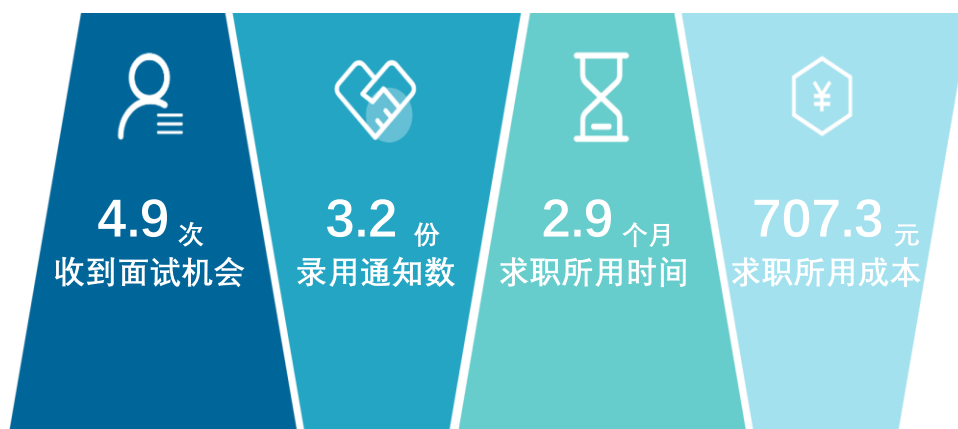 4.9 次
收到面试机会
3.2 份
录用通知数
2.9 个月
求职所用时间
¥
707.3 元
求职所用成本